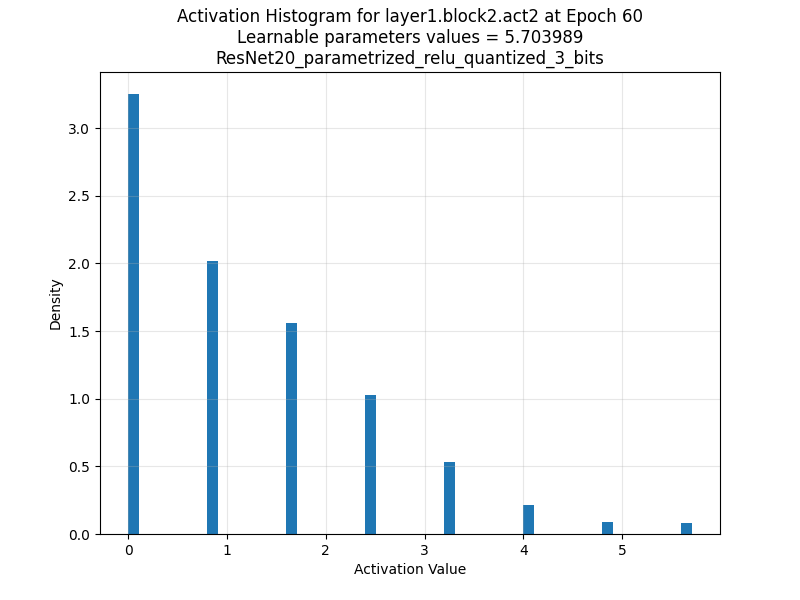 Activation Histogram for layer1.block2.act2 at Epoch 60
Learnable parameters values = 5.703989
ResNet20_parametrized_relu_quantized_3_bits
3.0
2.5
2.0
1.5
1.0
0.5
0.0
Density
0 1 2 3 4 5
Activation Value